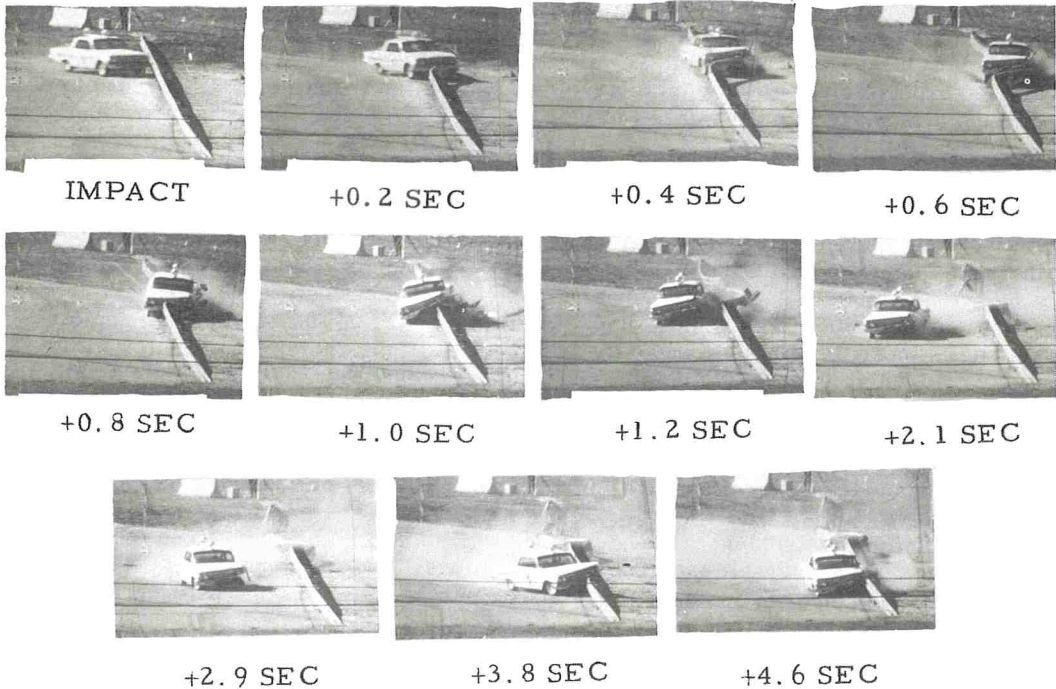 IMPACT
+0.2 SEC
+0.4 SEC
+0.6 SEC
+0.8 SEC
+1.0 SEC
+1.2 SEC
+2.1 SEC
+2.9 SEC
+3.8 SEC
+4.6 SEC